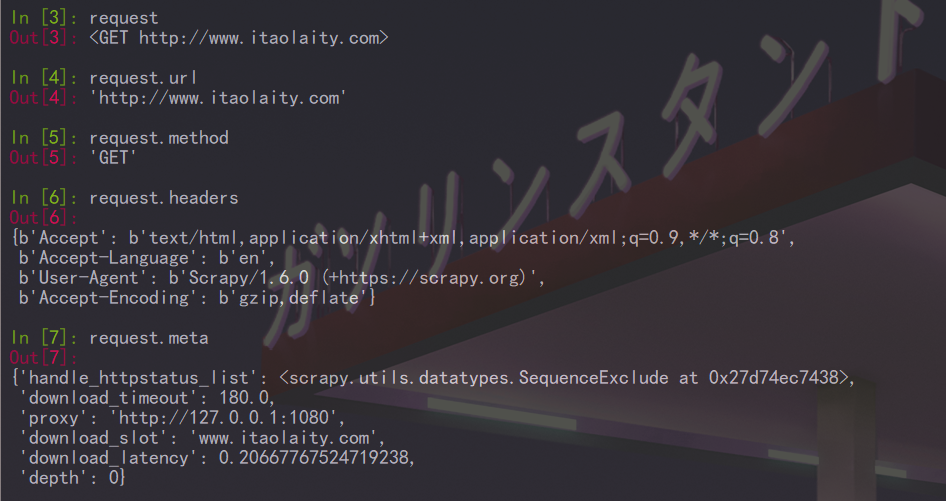 In [3]: request
Out[3]: <GET http://www.itaolaity.com>
In [4]: request.url
Out[4]: 'http://www.itaolaity.com'
In [5]: request.method
Out[5]: 'GET'
In [6]: request.headers
Out[6]:
{b'Accept': b'text/html,application/xhtml+xml,application/xml;q=0.9,*/*;q=0.8',
 b'Accept-Language': b'en',
 b'User-Agent': b'Scrapy/1.6.0 (+https://scrapy.org)',
 b'Accept-Encoding': b'gzip,deflate'}
In [7]: request.meta
Out[7]:
{'handle_httpstatus_list': <scrapy.utils.datatypes.SequenceExclude at 0x27d74ec7438>,
 'download_timeout': 180.0,
 'proxy': 'http://127.0.0.1:1080',
 'download_slot': 'www.itaolaity.com',
 'download_latency': 0.20667767524719238,
 'depth': 0}
ガソリンスタント